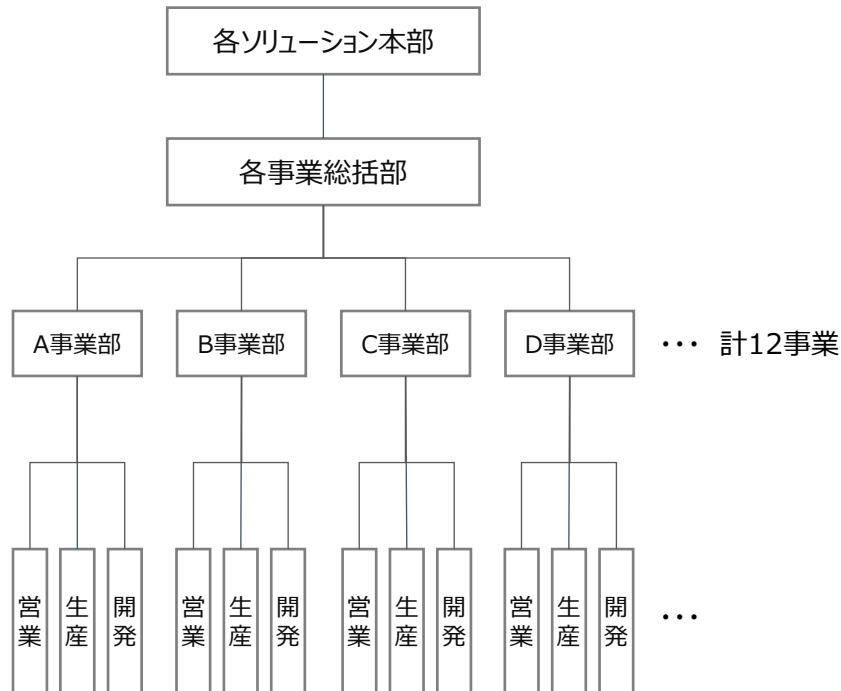 各ソリューション本部
各事業総括部
A事業部 B事業部 C事業部 D事業部 ・・・ 計12事業
営業 生産 開発 営業 生産 開発 営業 生産 開発 営業 生産 開発 ・・・